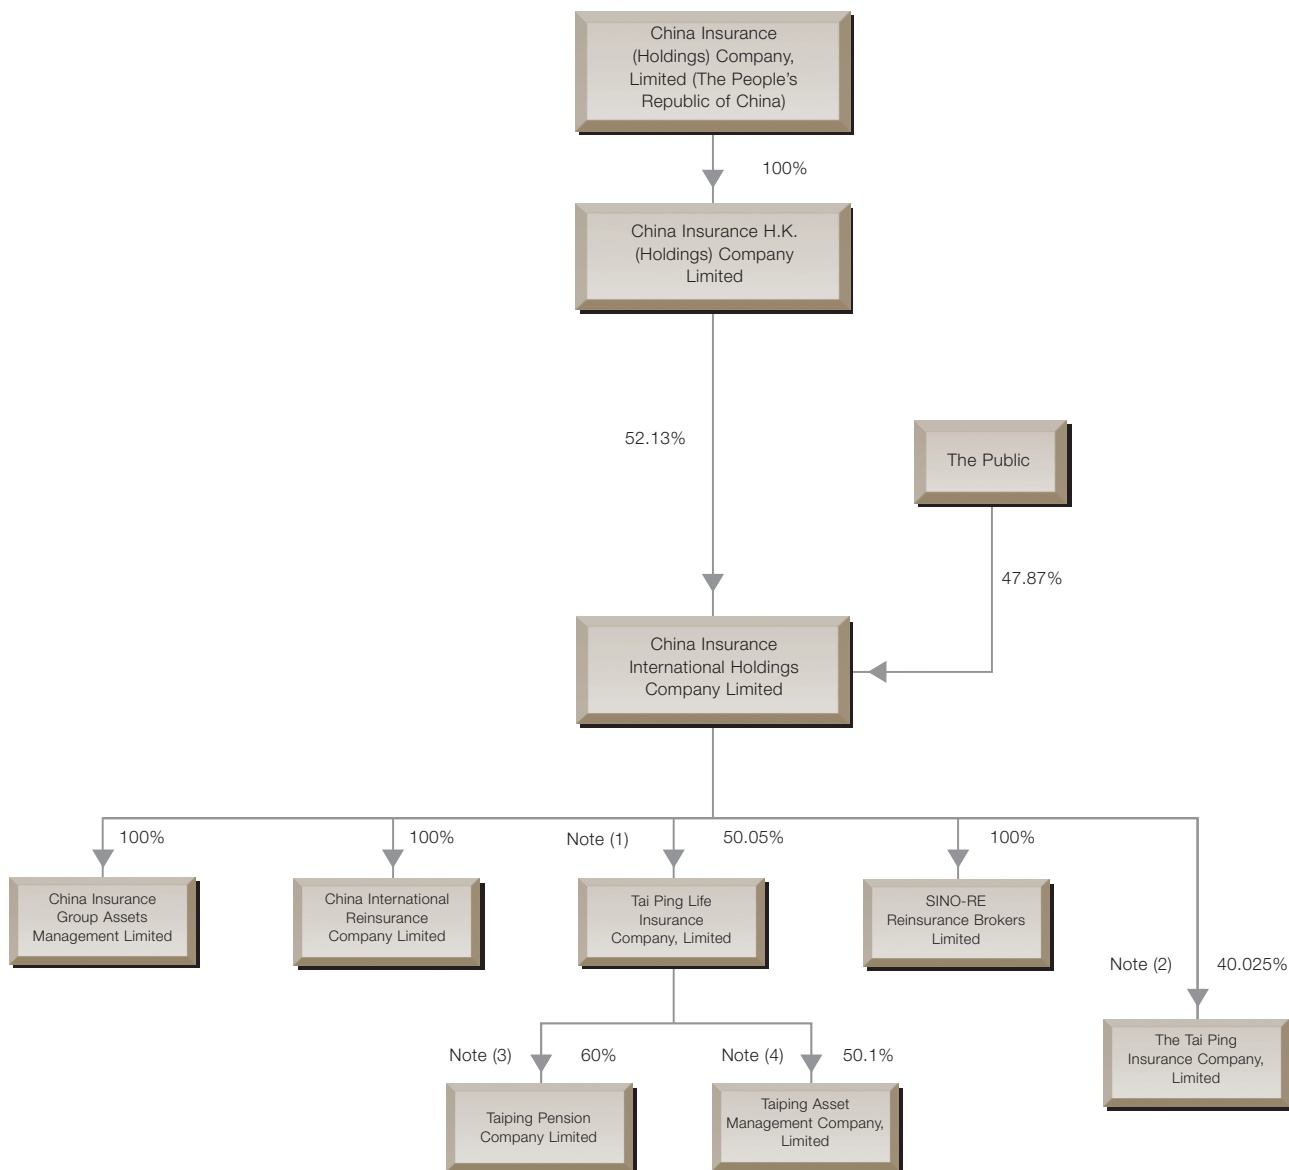 China Insurance
(Holdings) Company,
Limited (The People's
Republic of China)
100%
China Insurance H.K.
(Holdings) Company
Limited
52.13%
The Public
47.87%
China Insurance
International Holdings
Company Limited
100%
100%
Note (1)
50.05%
100%
China Insurance
Group Assets
Management Limited
China International
Reinsurance
Company Limited
Tai Ping Life
Insurance
Company, Limited
SINO-RE
Reinsurance Brokers
Limited
Note (2)
40.025%
The Tai Ping
Insurance Company,
Limited
Note (3)
60%
Note (4)
50.1%
Taiping Pension
Company Limited
Taiping Asset
Management Company,
Limited